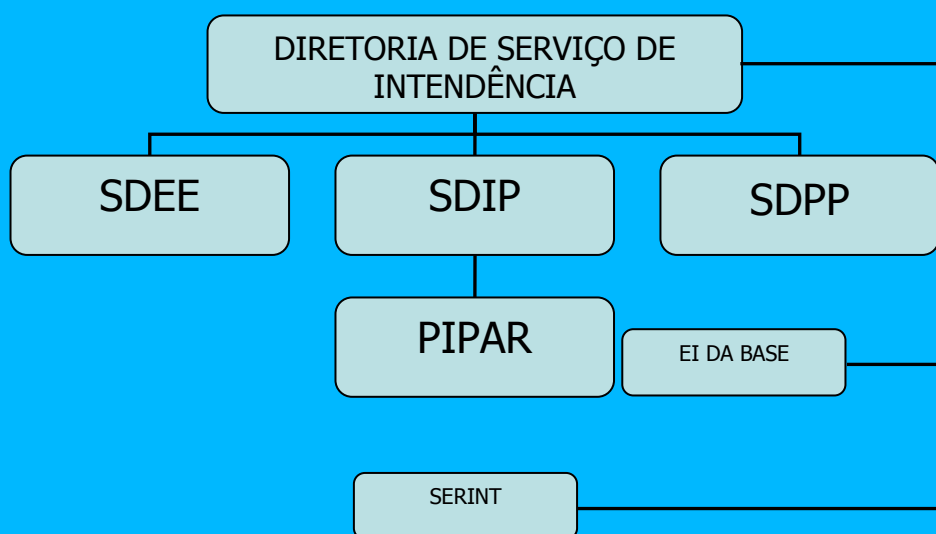 DIRETORIA DE SERVIÇO DE
INTENDÊNCIA
SDEE
SDIP
SDPP
PIPAR
EI DA BASE
SERINT